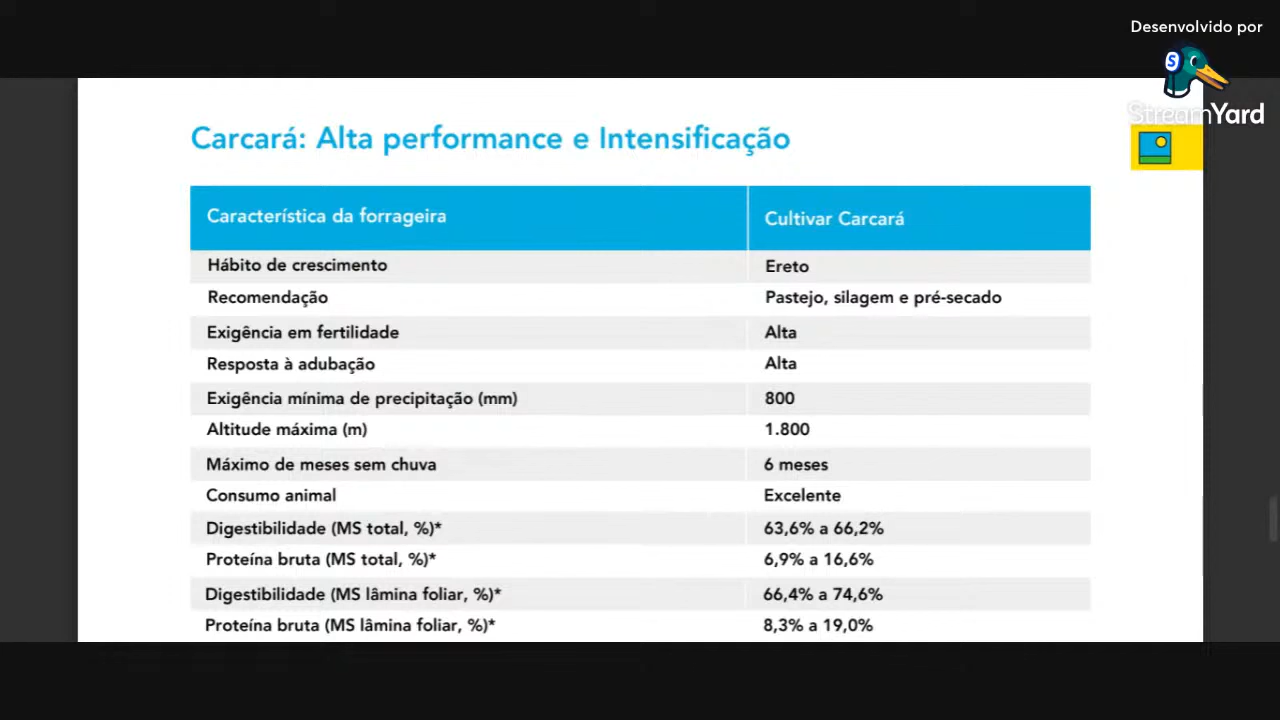 Desenvolvido por
S
StreamYard
Carcará: Alta performance e Intensificação
Característica da forrageira Cultivar Carcará
Hábito de crescimento Ereto
Recomendação Pastejo, silagem e pré-secado
Exigência em fertilidade Alta
Resposta à adubação Alta
Exigência mínima de precipitação (mm) 800
Altitude máxima (m) 1.800
Máximo de meses sem chuva 6 meses
Consumo animal Excelente
Digestibilidade (MS total, %)* 63,6% a 66,2%
Proteína bruta (MS total, %)* 6,9% a 16,6%
Digestibilidade (MS lâmina foliar, %)* 66,4% a 74,6%
Proteína bruta (MS lâmina foliar, %)* 8,3% a 19,0%